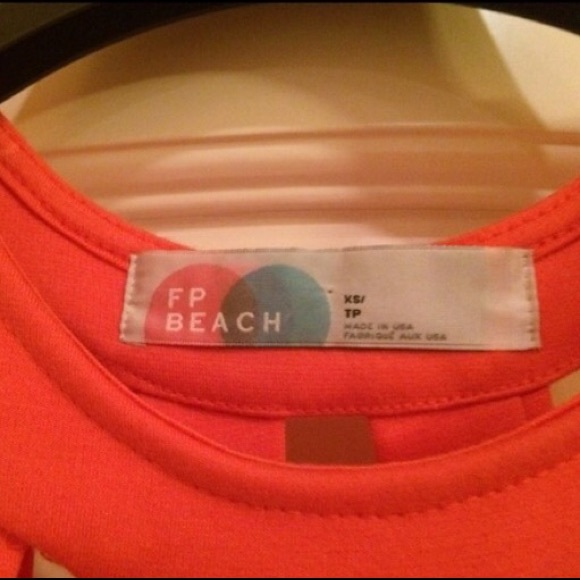 FP
BEACH
XS/
TP
MADE IN USA
FABRIQUÉ AUX USA